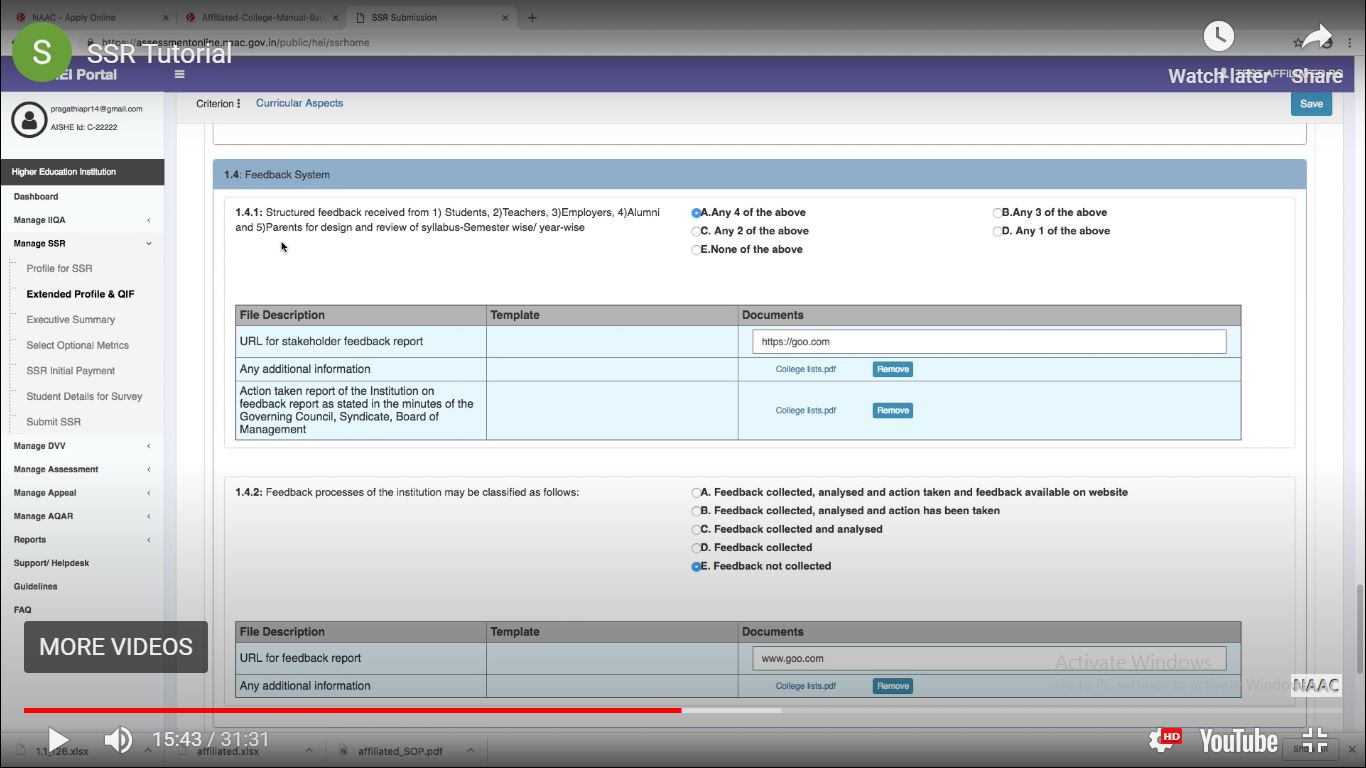 NAAC - Apply Online
Affiliated-College-Manual-9a
SSR Submission
https://assessmentonline.naac.gov.in/public/hei/ssrhome
S
SSR Tutorial
Watch later
Share
HEI Portal
pragathiapr14@gmail.com
AISHE Id: C-22222
Criterion
Curricular Aspects
Save
Higher Education Institution
Dashboard
Manage IIQA
Manage SSR
Profile for SSR
Extended Profile & QIF
Executive Summary
Select Optional Metrics
SSR Initial Payment
Student Details for Survey
Submit SSR
Manage DVV
Manage Assessment
Manage Appeal
Manage AQAR
Reports
Support/ Helpdesk
Guidelines
FAQ
MORE VIDEOS
1.4: Feedback System
1.4.1: Structured feedback received from 1) Students, 2)Teachers, 3)Employers, 4)Alumni
and 5)Parents for design and review of syllabus-Semester wise/ year-wise
A.Any 4 of the above
B.Any 3 of the above
C. Any 2 of the above
D. Any 1 of the above
E.None of the above
File Description Template Documents
URL for stakeholder feedback report https://goo.com
Any additional information College lists.pdf Remove
Action taken report of the Institution on
feedback report as stated in the minutes of the
Governing Council, Syndicate, Board of
Management
College lists.pdf Remove
1.4.2: Feedback processes of the institution may be classified as follows:
A. Feedback collected, analysed and action taken and feedback available on website
B. Feedback collected, analysed and action has been taken
C. Feedback collected and analysed
D. Feedback collected
E. Feedback not collected
File Description Template Documents
URL for feedback report www.goo.com
Any additional information College lists.pdf Remove
Activate Windows
Go to PC settings to activate Windows
NAAC
15:43 / 31:31
HD
YouTube
1.1_126.xlsx
affiliated.xlsx
affiliated_SOP.pdf